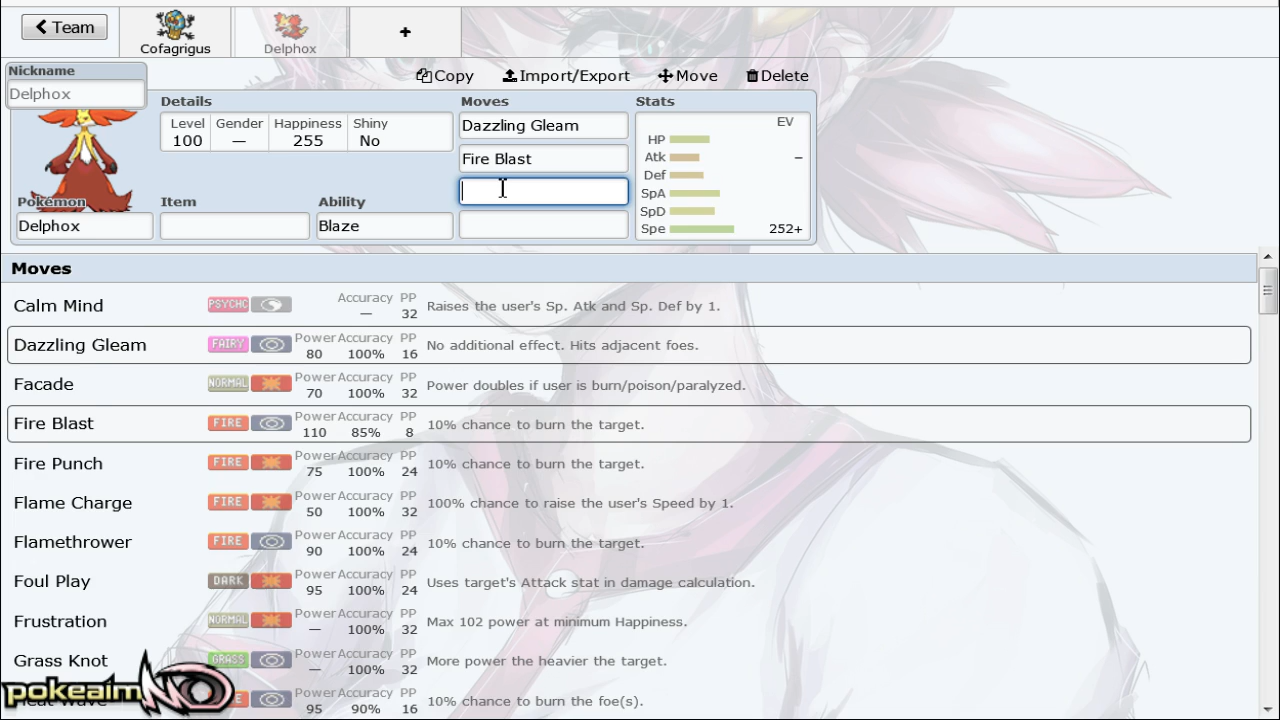 Team
Cofagrigus
Delphox
+
Nickname
Delphox
Copy Import/Export Move Delete
Details
Level Gender Happiness Shiny
100 — 255 No
Moves
Dazzling Gleam
Fire Blast
Stats
EV
HP
Atk –
Def
SpA
SpD
Spe 252+
Pokémon
Delphox
Item
Ability
Blaze
Moves
Calm Mind PSYCHC Accuracy — PP 32 Raises the user's Sp. Atk and Sp. Def by 1.
Dazzling Gleam FAIRY Power 80 Accuracy 100% PP 16 No additional effect. Hits adjacent foes.
Facade NORMAL Power 70 Accuracy 100% PP 32 Power doubles if user is burn/poison/paralyzed.
Fire Blast FIRE Power 110 Accuracy 85% PP 8 10% chance to burn the target.
Fire Punch FIRE Power 75 Accuracy 100% PP 24 10% chance to burn the target.
Flame Charge FIRE Power 50 Accuracy 100% PP 32 100% chance to raise the user's Speed by 1.
Flamethrower FIRE Power 90 Accuracy 100% PP 24 10% chance to burn the target.
Foul Play DARK Power 95 Accuracy 100% PP 24 Uses target's Attack stat in damage calculation.
Frustration NORMAL Power — Accuracy 100% PP 32 Max 102 power at minimum Happiness.
Grass Knot GRASS Power — Accuracy 100% PP 32 More power the heavier the target.
Power 95 Accuracy 90% PP 16 10% chance to burn the foe(s).
pokeaimMD